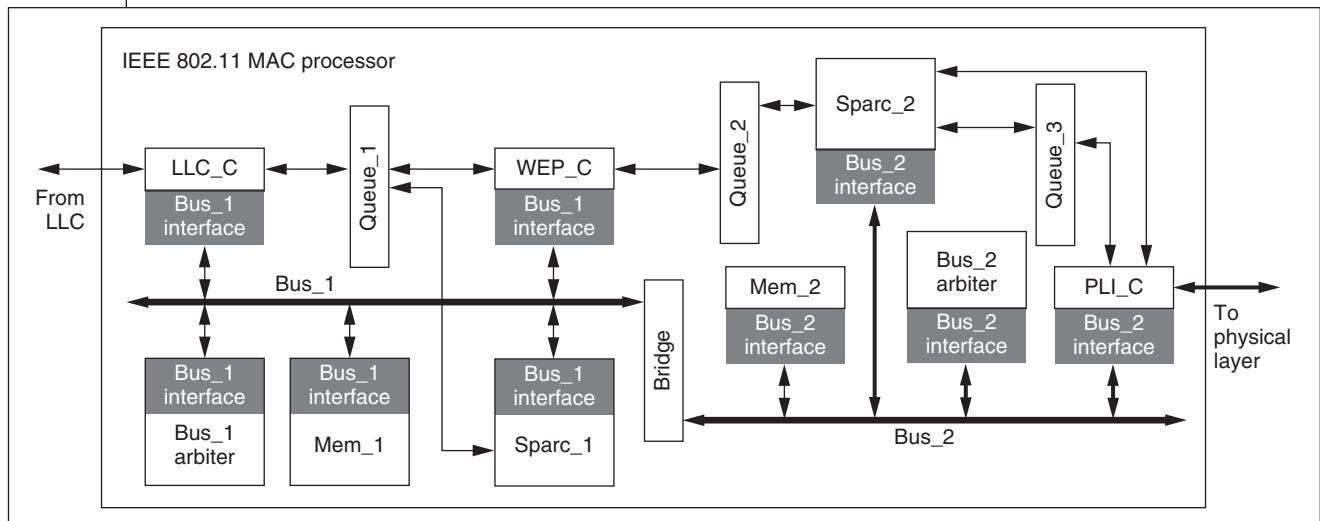 IEEE 802.11 MAC processor
From
LLC
LLC_C
Bus_1
interface
Queue_1
WEP_C
Bus_1
interface
Queue_2
Sparc_2
Bus_2
interface
Queue_3
Bus_1
Bus_1
interface
Bus_1
arbiter
Bus_1
interface
Mem_1
Bus_1
interface
Sparc_1
Bridge
Mem_2
Bus_2
interface
Bus_2
arbiter
Bus_2
interface
PLI_C
Bus_2
interface
To
physical
layer
Bus_2